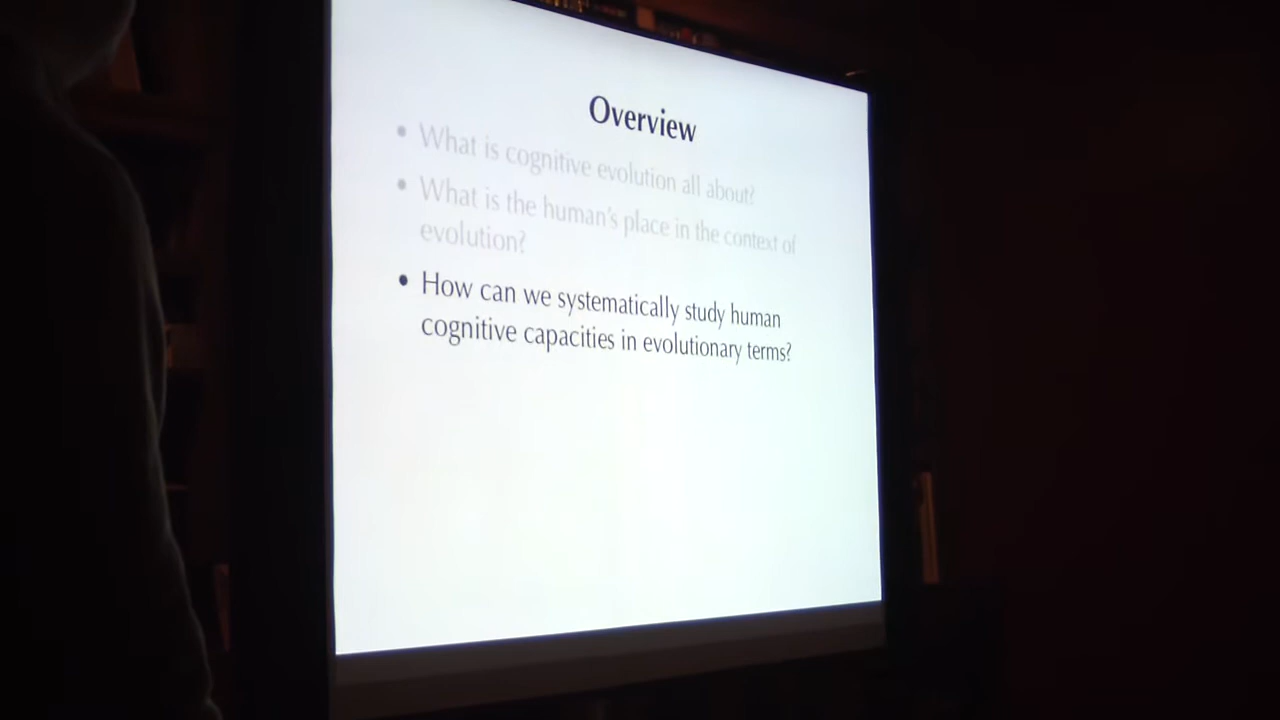 Overview
• What is cognitive evolution all about?
• What is the human's place in the context of
evolution?
• How can we systematically study human
cognitive capacities in evolutionary terms?